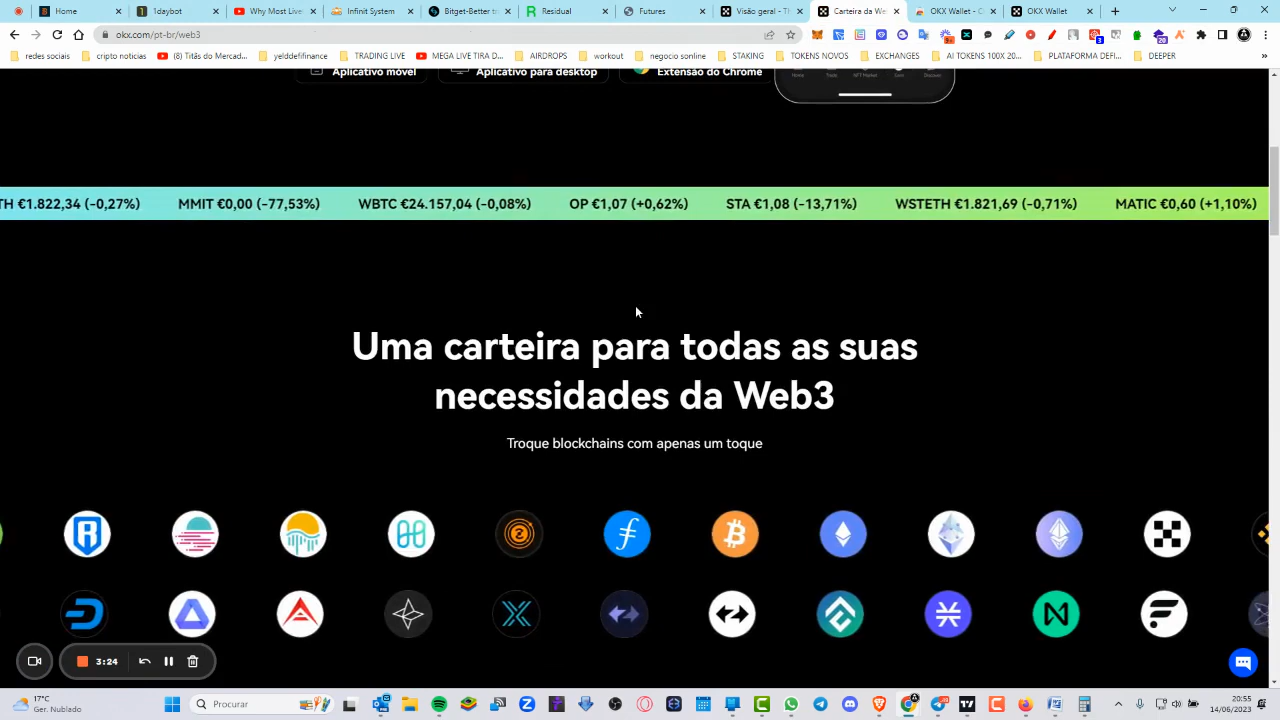 Home
1daybot
Why Most Live
Infinit System
Bitget-Better t
Residual
Futures
Visão geral - T
Carteira da We
OKX Wallet - C
OKX Wallet
okx.com/pt-br/web3
redes sociais
cripto noticias
(8) Titãs do Mercad...
yelddefifinance
TRADING LIVE
MEGA LIVE TIRA D...
AIRDROPS
workout
negocio online
STAKING
TOKENS NOVOS
EXCHANGES
AI TOKENS 100X 20...
PLATAFORMA DEFI...
DEEPER
Aplicativo móvel
Aplicativo para desktop
Extensão do Chrome
TH €1.822,34 (-0,27%) MMIT €0,00 (-77,53%) WBTC €24.157,04 (-0,08%) OP €1,07 (+0,62%) STA €1,08 (-13,71%) WSTETH €1.821,69 (-0,71%) MATIC €0,60 (+1,10%)
Uma carteira para todas as suas
necessidades da Web3
Troque blockchains com apenas um toque
3:24
17°C
Ger. Nublado
Procurar
20:55
14/06/2023